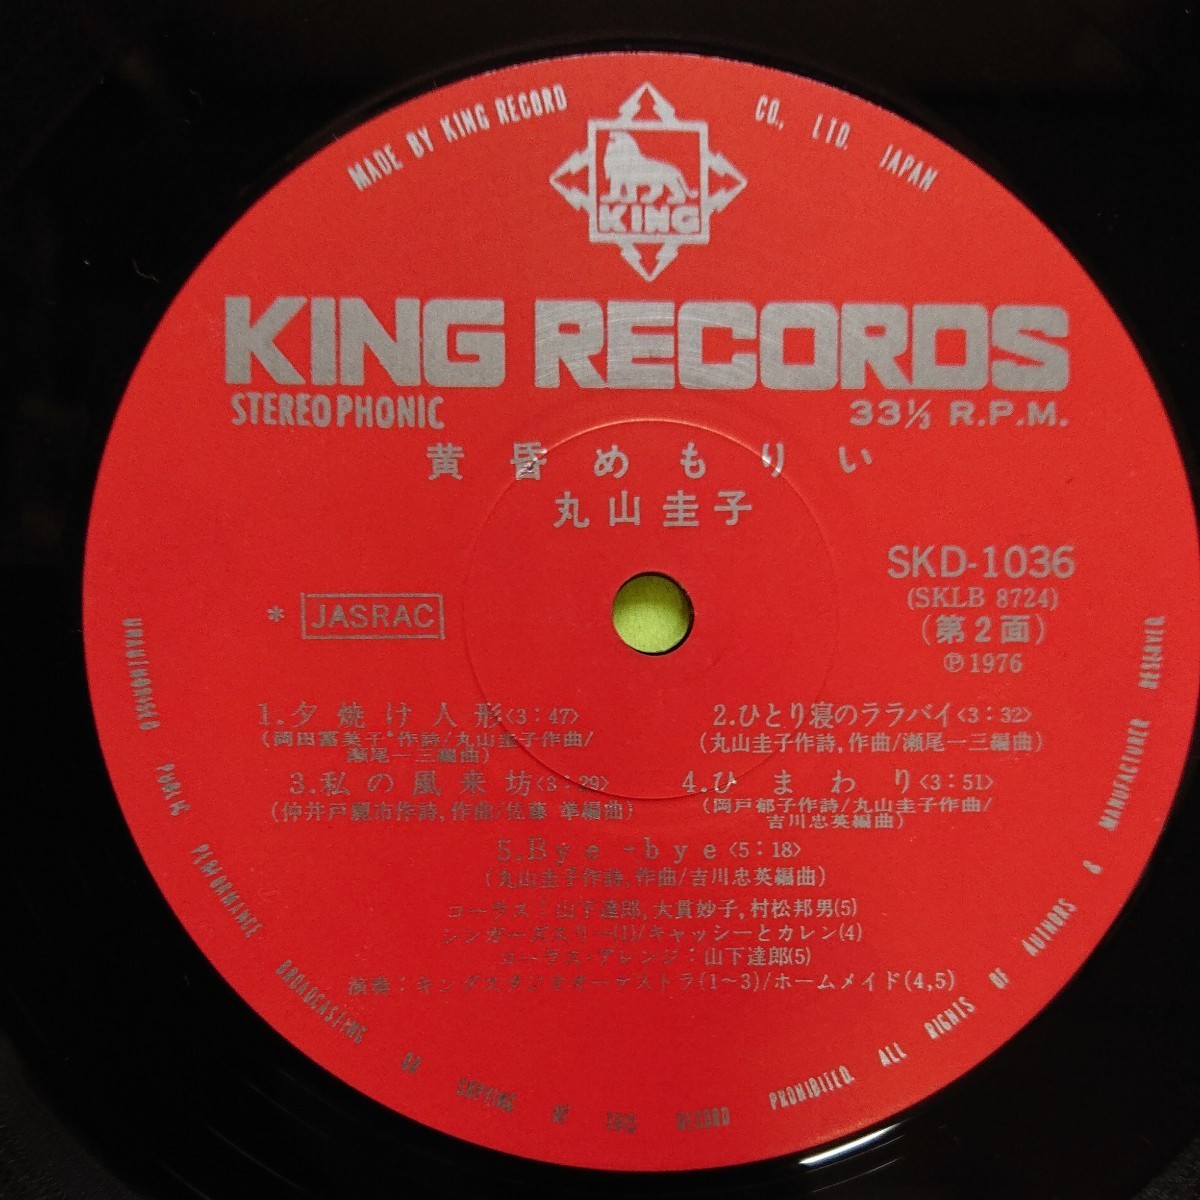 MADE BY KING RECORD CO., LTD. JAPAN
KING
KING RECORDS
STEREOPHONIC 33⅓ R.P.M.
黄昏めもりい
丸山圭子
SKD-1036
(SKLB 8724)
(第2面)
℗1976
* JASRAC
1.夕焼け人形<3:47>
(岡田冨美子*作詩/丸山圭子作曲/
瀬尾一三編曲)
2.ひとり寝のララバイ<3:32>
(丸山圭子作詩,作曲/瀬尾一三編曲)
3.私の風来坊<3:29>
(仲井戸麗市作詩,作曲/佐藤 準編曲)
4.ひまわり<3:51>
(岡戸郁子作詩/丸山圭子作曲/
吉川忠英編曲)
5.Bye-bye<5:18>
(丸山圭子作詩,作曲/吉川忠英編曲)
コーラス:山下達郎,大貫妙子,村松邦男(5)
シンガーズスリー(1)/キャッシーとカレン(4)
コーラス・アレンジ:山下達郎(5)
演奏:キングスタジオオーケストラ(1~3)/ホームメイド(4,5)
UNAUTHORISED PUBLIC PERFORMANCE BROADCASTING OR COPYING OF THIS RECORD PROHIBITED. ALL RIGHTS OF AUTHORS & MANUFACTURER RESERVED